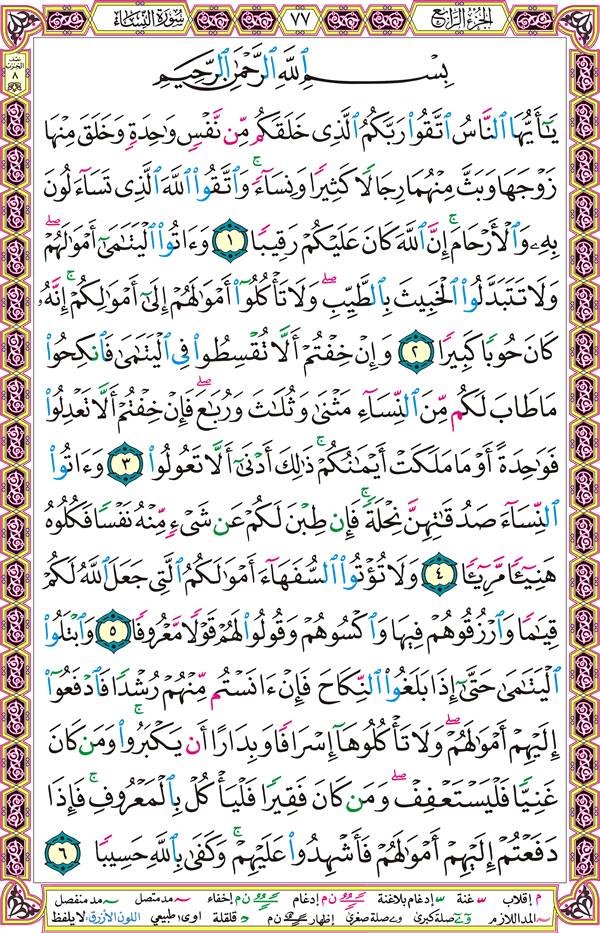 الجزء الرابع ٧٧ سورة النساء
نصف الحزب ٨
بِسْمِ ٱللَّهِ ٱلرَّحْمَٰنِ ٱلرَّحِيمِ
يَٰٓأَيُّهَا ٱلنَّاسُ ٱتَّقُوا۟ رَبَّكُمُ ٱلَّذِى خَلَقَكُم مِّن نَّفْسٍ وَٰحِدَةٍ وَخَلَقَ مِنْهَا
زَوْجَهَا وَبَثَّ مِنْهُمَا رِجَالًا كَثِيرًا وَنِسَآءً ۚ وَٱتَّقُوا۟ ٱللَّهَ ٱلَّذِى تَسَآءَلُونَ
بِهِۦ وَٱلْأَرْحَامَ ۚ إِنَّ ٱللَّهَ كَانَ عَلَيْكُمْ رَقِيبًا ١ وَءَاتُوا۟ ٱلْيَتَٰمَىٰٓ أَمْوَٰلَهُمْ ۖ
وَلَا تَتَبَدَّلُوا۟ ٱلْخَبِيثَ بِٱلطَّيِّبِ ۖ وَلَا تَأْكُلُوٓا۟ أَمْوَٰلَهُمْ إِلَىٰٓ أَمْوَٰلِكُمْ ۚ إِنَّهُۥ
كَانَ حُوبًا كَبِيرًا ٢ وَإِنْ خِفْتُمْ أَلَّا تُقْسِطُوا۟ فِى ٱلْيَتَٰمَىٰ فَٱنكِحُوا۟
مَا طَابَ لَكُم مِّنَ ٱلنِّسَآءِ مَثْنَىٰ وَثُلَٰثَ وَرُبَٰعَ ۖ فَإِنْ خِفْتُمْ أَلَّا تَعْدِلُوا۟
فَوَٰحِدَةً أَوْ مَا مَلَكَتْ أَيْمَٰنُكُمْ ۚ ذَٰلِكَ أَدْنَىٰٓ أَلَّا تَعُولُوا۟ ٣ وَءَاتُوا۟
ٱلنِّسَآءَ صَدُقَٰتِهِنَّ نِحْلَةً ۚ فَإِن طِبْنَ لَكُمْ عَن شَىْءٍ مِّنْهُ نَفْسًا فَكُلُوهُ
هَنِيٓـًٔا مَّرِيٓـًٔا ٤ وَلَا تُؤْتُوا۟ ٱلسُّفَهَآءَ أَمْوَٰلَكُمُ ٱلَّتِى جَعَلَ ٱللَّهُ لَكُمْ
قِيَٰمًا وَٱرْزُقُوهُمْ فِيهَا وَٱكْسُوهُمْ وَقُولُوا۟ لَهُمْ قَوْلًا مَّعْرُوفًا ٥ وَٱبْتَلُوا۟
ٱلْيَتَٰمَىٰ حَتَّىٰٓ إِذَا بَلَغُوا۟ ٱلنِّكَاحَ فَإِنْ ءَانَسْتُم مِّنْهُمْ رُشْدًا فَٱدْفَعُوٓا۟
إِلَيْهِمْ أَمْوَٰلَهُمْ ۖ وَلَا تَأْكُلُوهَآ إِسْرَافًا وَبِدَارًا أَن يَكْبَرُوا۟ ۚ وَمَن كَانَ
غَنِيًّا فَلْيَسْتَعْفِفْ ۖ وَمَن كَانَ فَقِيرًا فَلْيَأْكُلْ بِٱلْمَعْرُوفِ ۚ فَإِذَا
دَفَعْتُمْ إِلَيْهِمْ أَمْوَٰلَهُمْ فَأَشْهِدُوا۟ عَلَيْهِمْ ۚ وَكَفَىٰ بِٱللَّهِ حَسِيبًا ٦
م إقلاب غنة إدغام بلاغنة ن م إدغام ن م إخفاء مد متصل مد منفصل
المد اللازم صلة كبرى صلة صغرى إظهار ن م قلقلة اوى طبيعي اللون الأزرق لا يلفظ